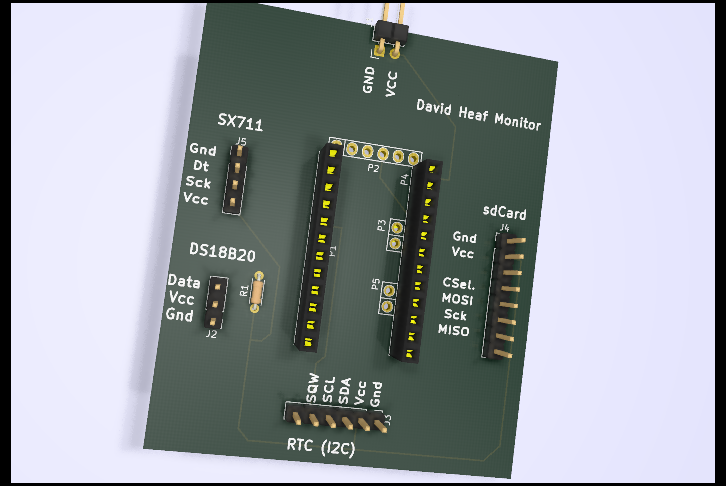 GND
VCC
David Heaf Monitor
SX711
J5
Gnd
Dt
Sck
Vcc
P2
P4
P3
P1
P5
sdCard
J4
Gnd
Vcc
CSel.
MOSI
Sck
MISO
DS18B20
Data
Vcc
Gnd
R1
J2
SQW
SCL
SDA
Vcc
Gnd
J3
RTC (I2C)